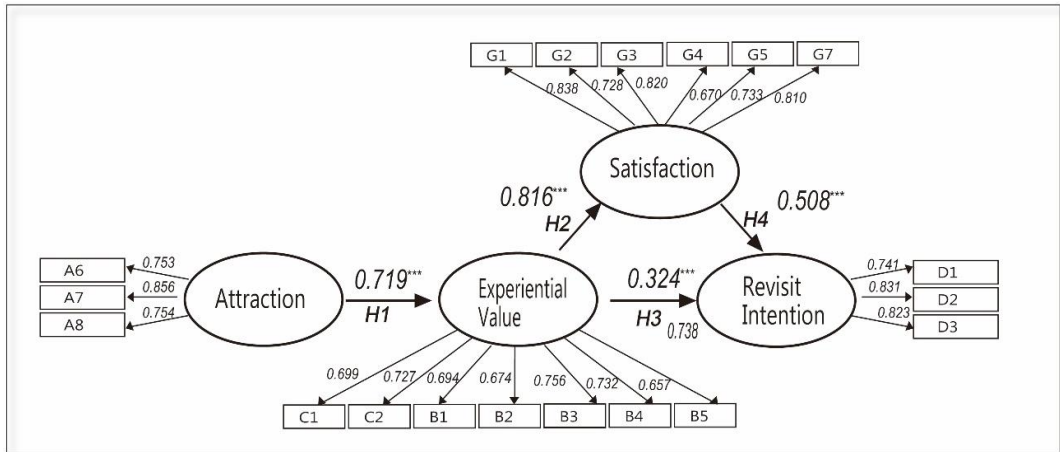 G1 G2 G3 G4 G5 G7
0.838 0.728 0.820 0.670 0.733 0.810
Satisfaction
0.816***
H2
0.508***
H4
A6
A7
A8
0.753
0.856
0.754
Attraction
0.719***
H1
Experiential
Value
0.324***
H3
0.738
Revisit
Intention
0.741
0.831
0.823
D1
D2
D3
0.699 0.727 0.694 0.674 0.756 0.732 0.657
C1 C2 B1 B2 B3 B4 B5